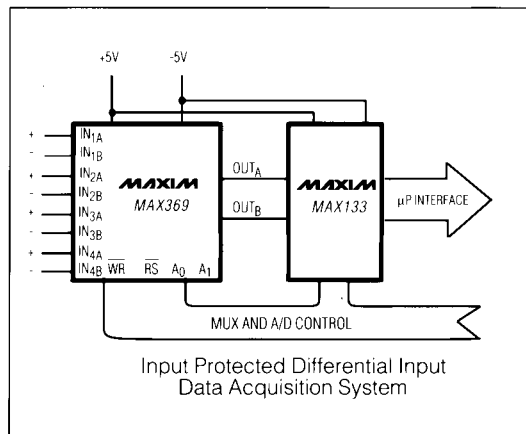 +5V -5V
+ IN1A
- IN1B
+ IN2A
- IN2B
+ IN3A
- IN3B
+ IN4A
- IN4B
MAXIM
MAX369
WR RS A0 A1
OUTA
OUTB
MAXIM
MAX133
μP INTERFACE
MUX AND A/D CONTROL
Input Protected Differential Input
Data Acquisition System